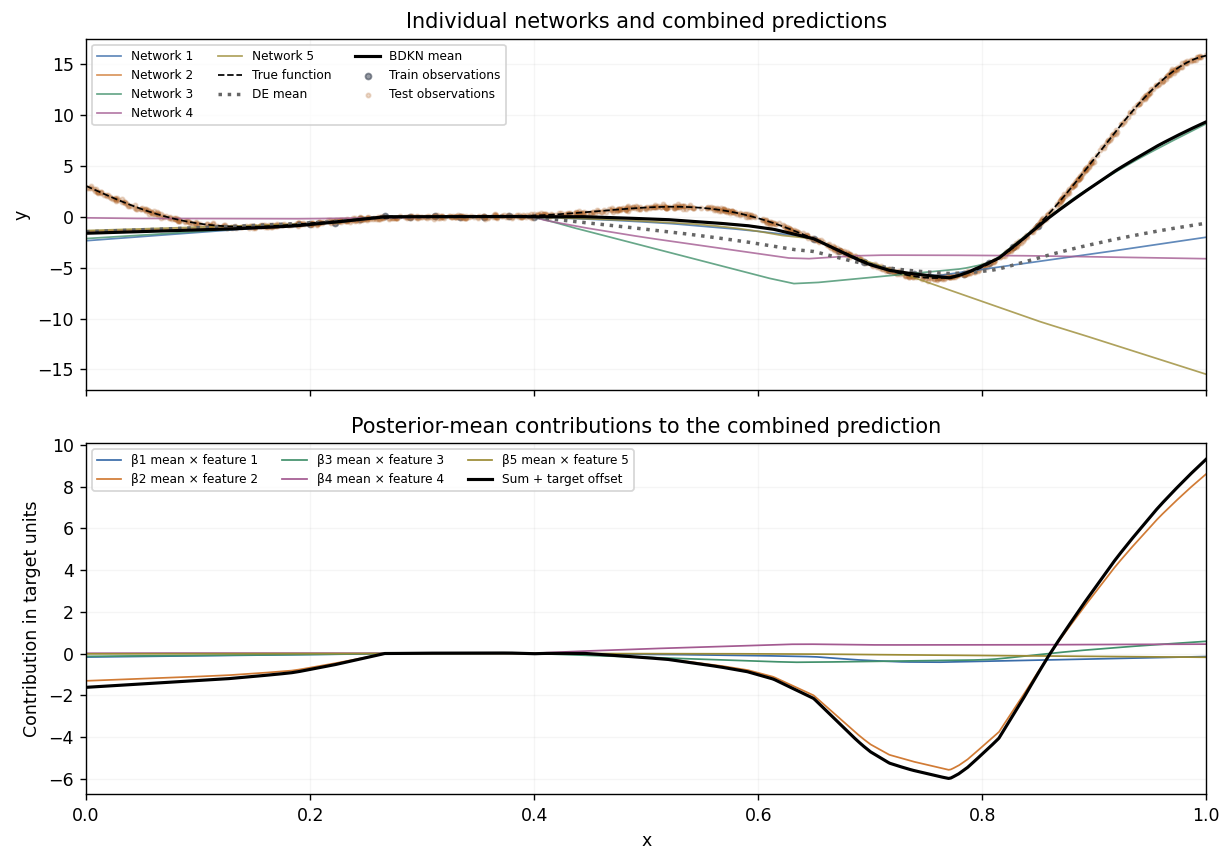 Individual networks and combined predictions
Network 1
Network 2
Network 3
Network 4
Network 5
True function
DE mean
BDKN mean
Train observations
Test observations
15
10
5
0
−5
−10
−15
y
Posterior-mean contributions to the combined prediction
β1 mean × feature 1
β2 mean × feature 2
β3 mean × feature 3
β4 mean × feature 4
β5 mean × feature 5
Sum + target offset
10
8
6
4
2
0
−2
−4
−6
Contribution in target units
0.0 0.2 0.4 0.6 0.8 1.0
x